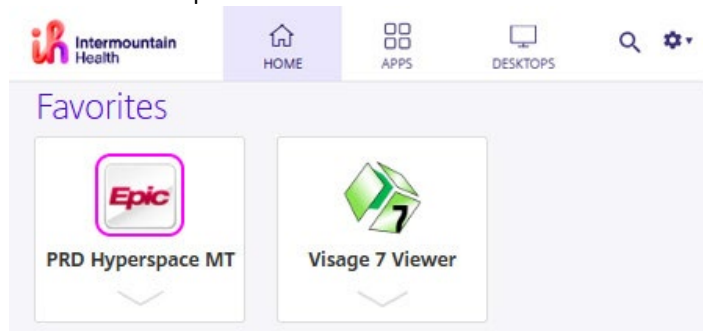 Intermountain
Health
HOME
APPS
DESKTOPS
Favorites
Epic
7
PRD Hyperspace MT
Visage 7 Viewer